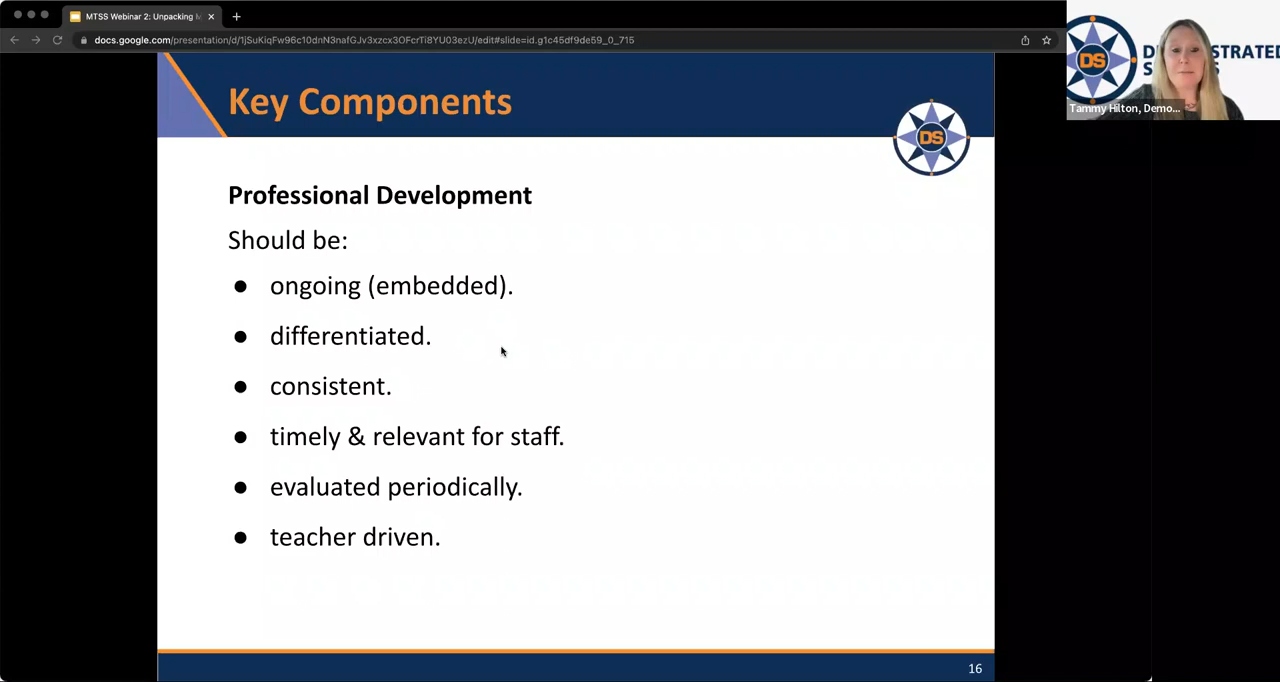 MTSS Webinar 2: Unpacking M
docs.google.com/presentation/d/1jSuKiqFw96c10dnN3nafGJv3xzcx3OFcrTi8YU03ezU/edit#slide=id.g1c45df9de59_0_715
Key Components
DS
Professional Development
Should be:
● ongoing (embedded).
● differentiated.
● consistent.
● timely & relevant for staff.
● evaluated periodically.
● teacher driven.
16
DS
Tammy Hilton, Demo...